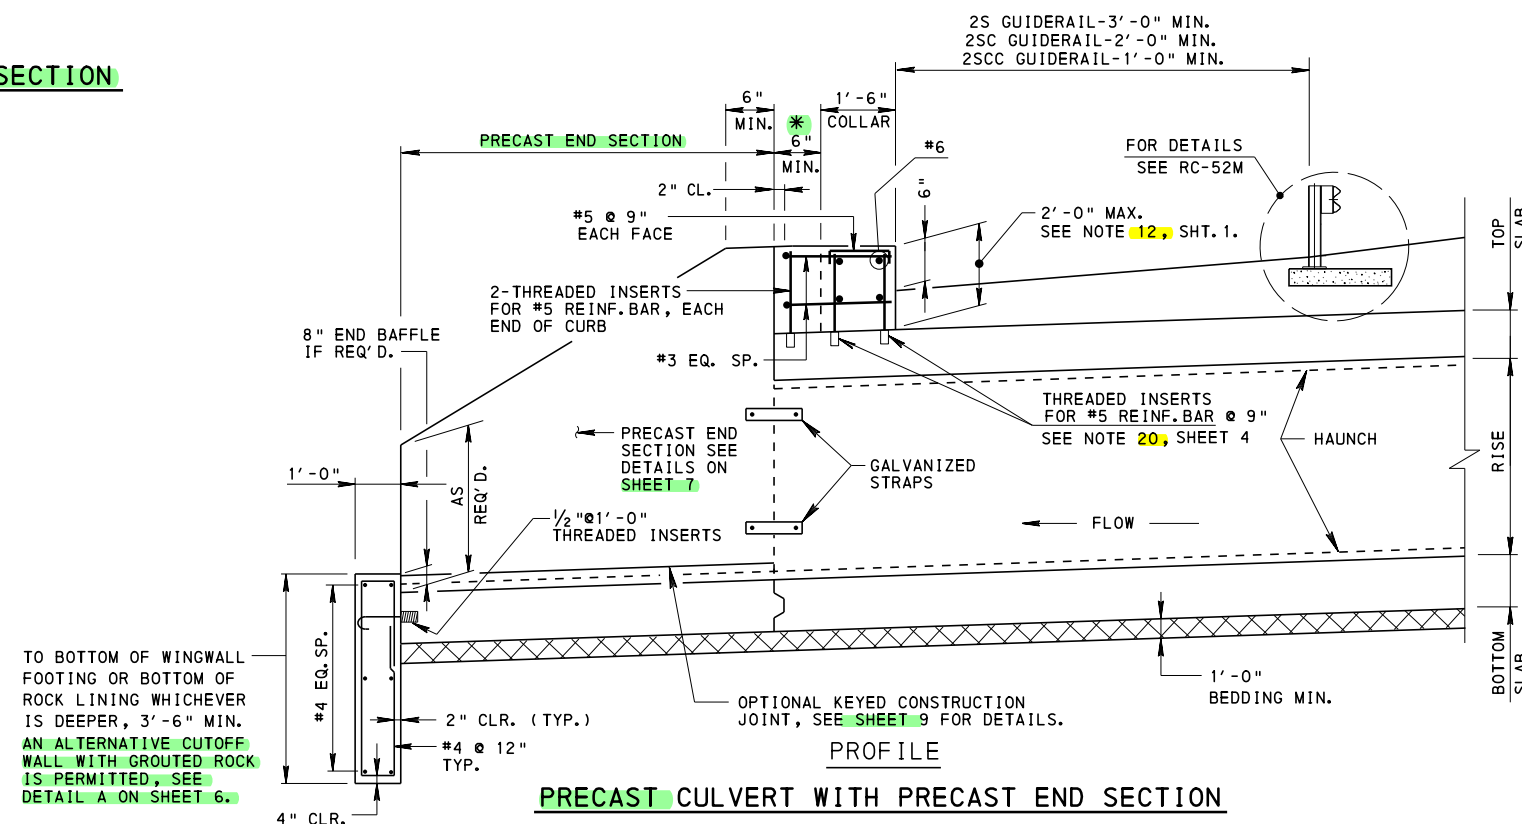 SECTION
2S GUIDERAIL-3'-0" MIN.
2SC GUIDERAIL-2'-0" MIN.
2SCC GUIDERAIL-1'-0" MIN.
6"
MIN.
*
6"
MIN.
1'-6"
COLLAR
PRECAST END SECTION
2" CL.
#6
6"
FOR DETAILS
SEE RC-52M
#5 @ 9"
EACH FACE
2'-0" MAX.
SEE NOTE 12, SHT.1.
TOP
SLAB
2-THREADED INSERTS
FOR #5 REINF.BAR, EACH
END OF CURB
8" END BAFFLE
IF REQ'D.
#3 EQ. SP.
THREADED INSERTS
FOR #5 REINF.BAR @ 9"
SEE NOTE 20, SHEET 4
HAUNCH
RISE
PRECAST END
SECTION SEE
DETAILS ON
SHEET 7
GALVANIZED
STRAPS
1'-0"
AS
REQ'D.
1/2"@1'-0"
THREADED INSERTS
FLOW
TO BOTTOM OF WINGWALL
FOOTING OR BOTTOM OF
ROCK LINING WHICHEVER
IS DEEPER, 3'-6" MIN.
AN ALTERNATIVE CUTOFF
WALL WITH GROUTED ROCK
IS PERMITTED, SEE
DETAIL A ON SHEET 6.
#4 EQ.SP.
2" CLR. (TYP.)
#4 @ 12"
TYP.
4" CLR.
OPTIONAL KEYED CONSTRUCTION
JOINT, SEE SHEET 9 FOR DETAILS.
1'-0"
BEDDING MIN.
BOTTOM
SLAB
PROFILE
PRECAST CULVERT WITH PRECAST END SECTION